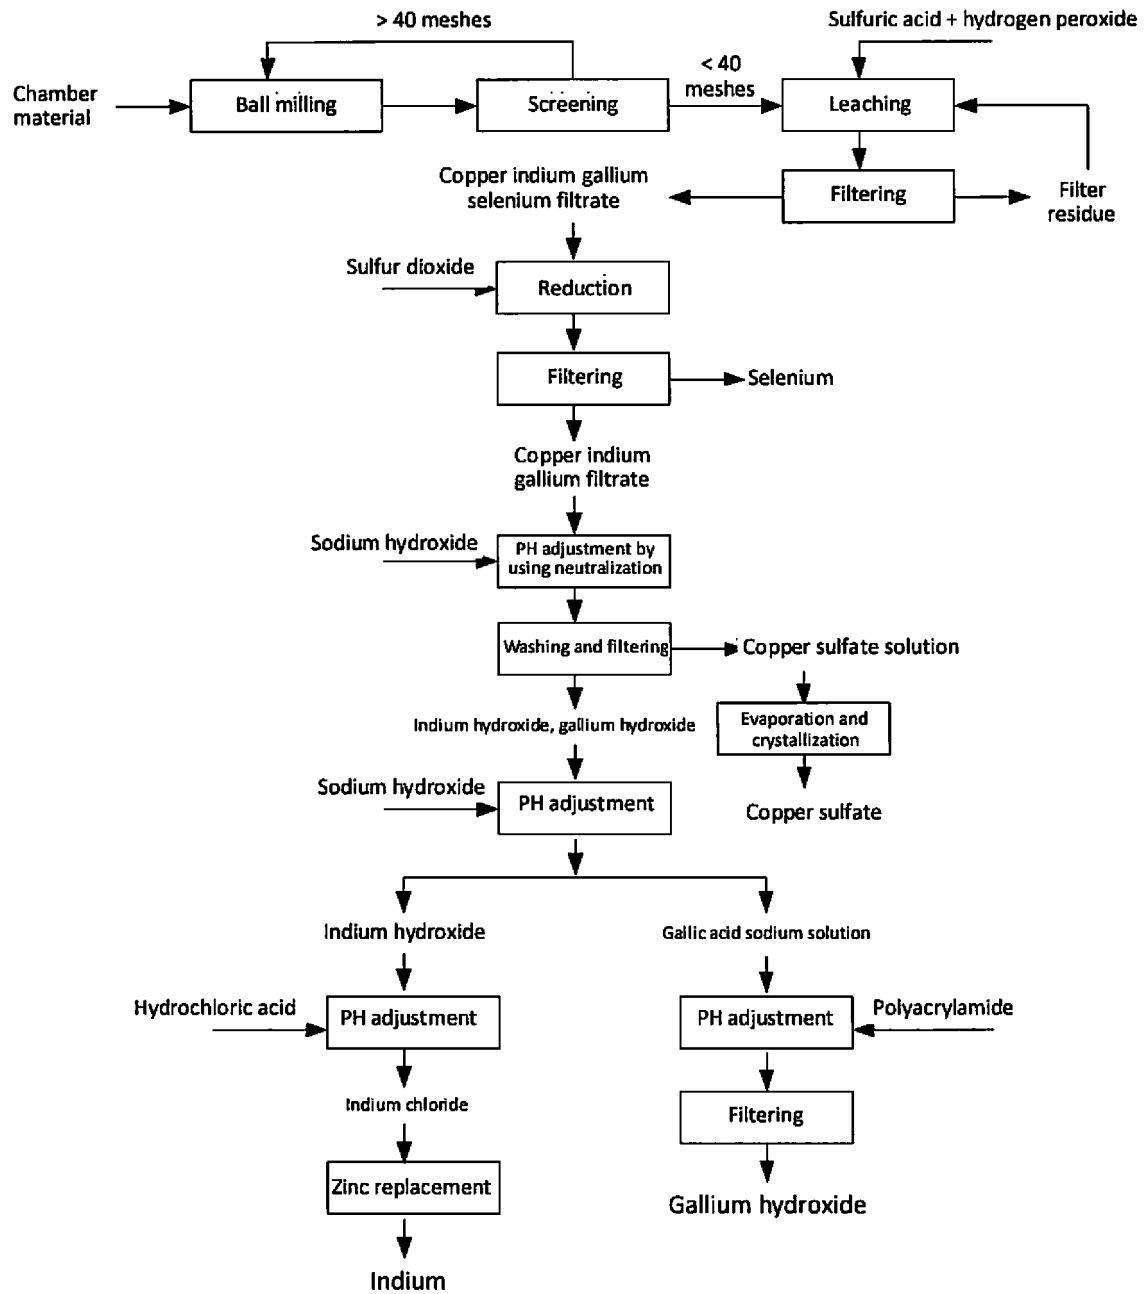 > 40 meshes
Sulfuric acid + hydrogen peroxide
Chamber
material
Ball milling
Screening
< 40
meshes
Leaching
Copper indium gallium
selenium filtrate
Filtering
Filter
residue
Sulfur dioxide
Reduction
Filtering
Selenium
Copper indium
gallium filtrate
Sodium hydroxide
PH adjustment by
using neutralization
Washing and filtering
Copper sulfate solution
Indium hydroxide, gallium hydroxide
Evaporation and
crystallization
Sodium hydroxide
PH adjustment
Copper sulfate
Indium hydroxide
Gallic acid sodium solution
Hydrochloric acid
PH adjustment
PH adjustment
Polyacrylamide
Indium chloride
Filtering
Zinc replacement
Gallium hydroxide
Indium